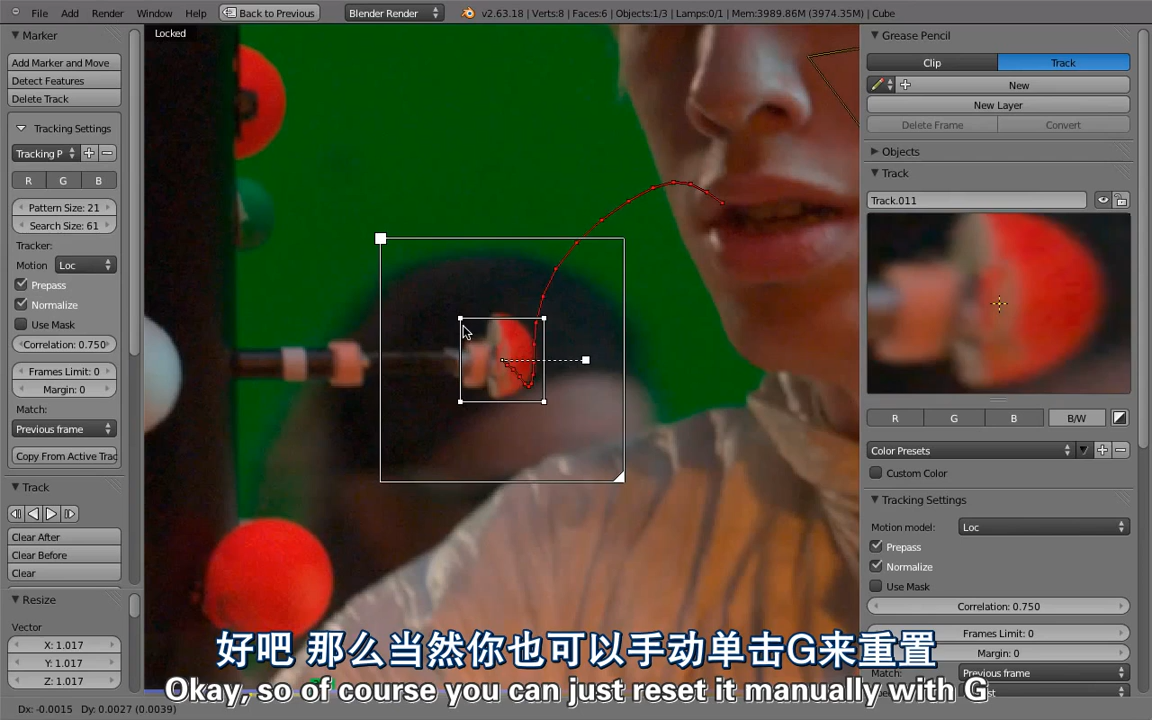 File Add Render Window Help Back to Previous Blender Render v2.63.18 | Verts:8 | Faces:6 | Objects:1/3 | Lamps:0/1 | Mem:3989.86M (3974.35M) | Cube
Marker
Add Marker and Move
Detect Features
Delete Track
Tracking Settings
Tracking P
R G B
Pattern Size: 21
Search Size: 61
Tracker:
Motion Loc
Prepass
Normalize
Use Mask
Correlation: 0.750
Frames Limit: 0
Margin: 0
Match:
Previous frame
Copy From Active Trac
Track
Clear After
Clear Before
Clear
Resize
Vector
X: 1.017
Y: 1.017
Z: 1.017
Locked
Grease Pencil
Clip Track
New
New Layer
Delete Frame Convert
Objects
Track
Track.011
R G B B/W
Color Presets
Custom Color
Tracking Settings
Motion model: Loc
Prepass
Normalize
Use Mask
Correlation: 0.750
Frames Limit: 0
Margin: 0
Match: Previous frame
好吧 那么当然你也可以手动单击G来重置
Okay, so of course you can just reset it manually with G
Dx: -0.0015 Dy: 0.0027 (0.0039)